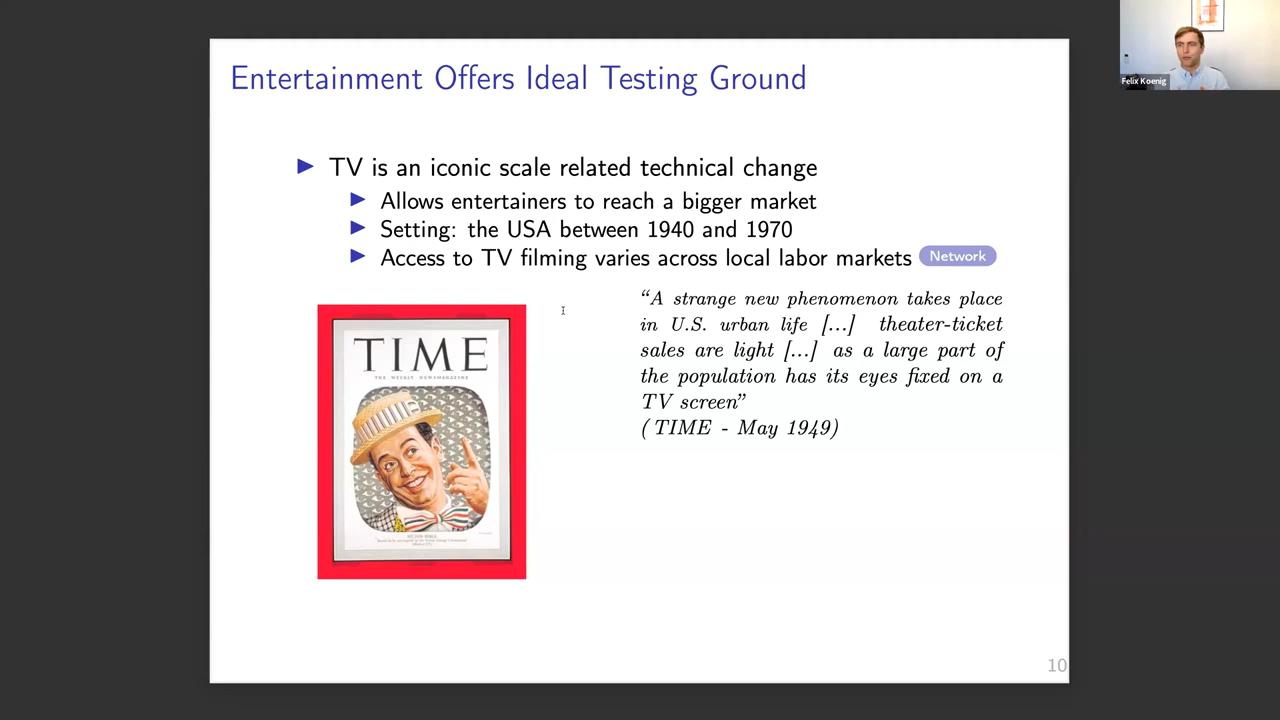 Entertainment Offers Ideal Testing Ground
TV is an iconic scale related technical change
Allows entertainers to reach a bigger market
Setting: the USA between 1940 and 1970
Access to TV filming varies across local labor markets Network
TIME
THE WEEKLY NEWSMAGAZINE
MILTON BERLE
“A strange new phenomenon takes place
in U.S. urban life [...] theater-ticket
sales are light [...] as a large part of
the population has its eyes fixed on a
TV screen”
(TIME - May 1949)
10
Felix Koenig